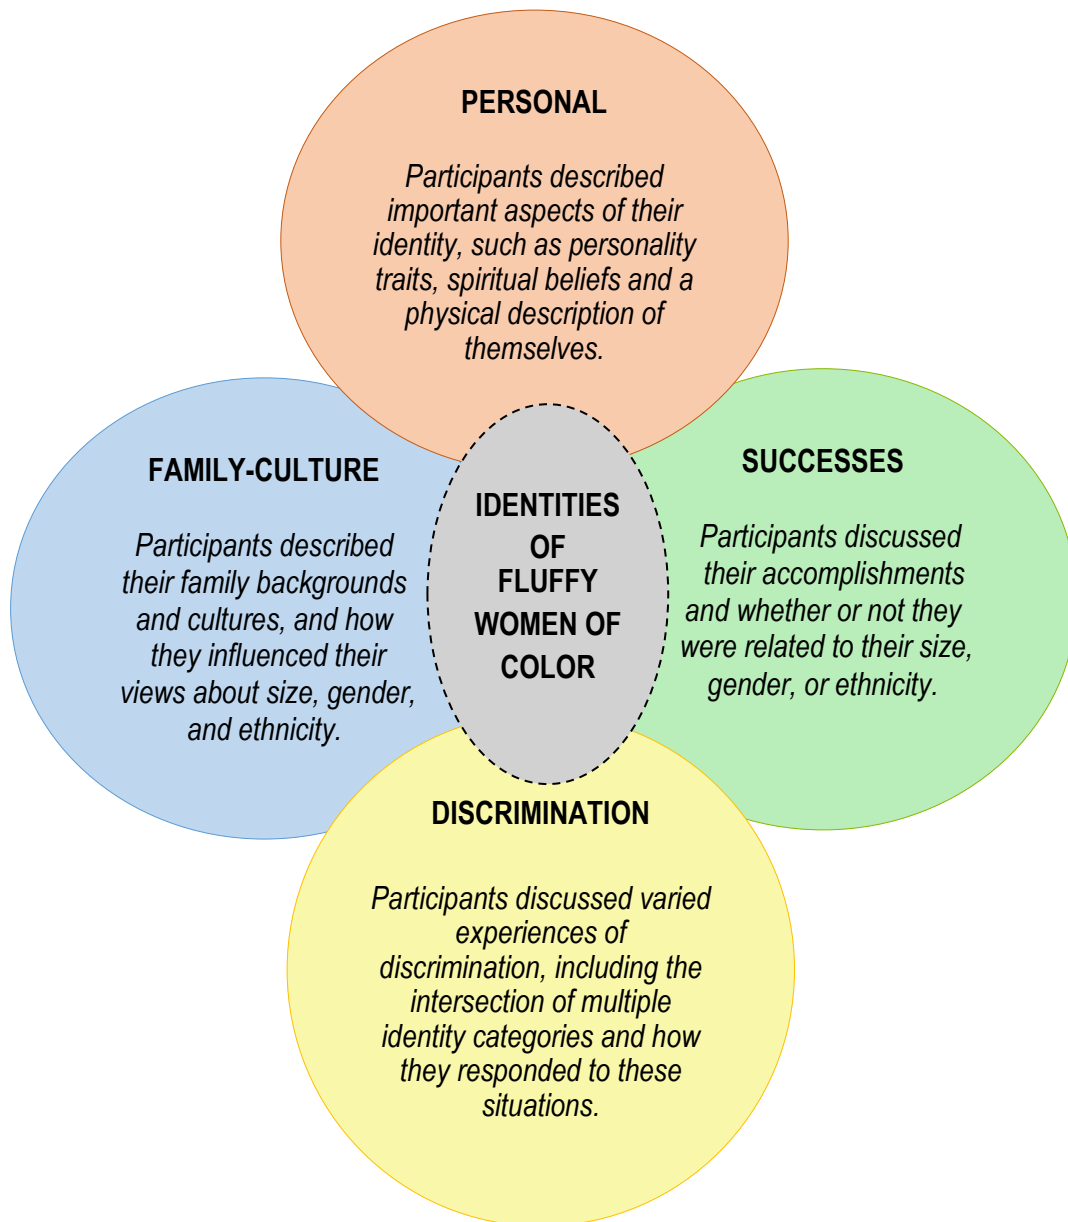 PERSONAL
Participants described
important aspects of their
identity, such as personality
traits, spiritual beliefs and a
physical description of
themselves.
FAMILY-CULTURE
Participants described
their family backgrounds
and cultures, and how
they influenced their
views about size, gender,
and ethnicity.
IDENTITIES
OF
FLUFFY
WOMEN OF
COLOR
SUCCESSES
Participants discussed
their accomplishments
and whether or not they
were related to their size,
gender, or ethnicity.
DISCRIMINATION
Participants discussed varied
experiences of
discrimination, including the
intersection of multiple
identity categories and how
they responded to these
situations.